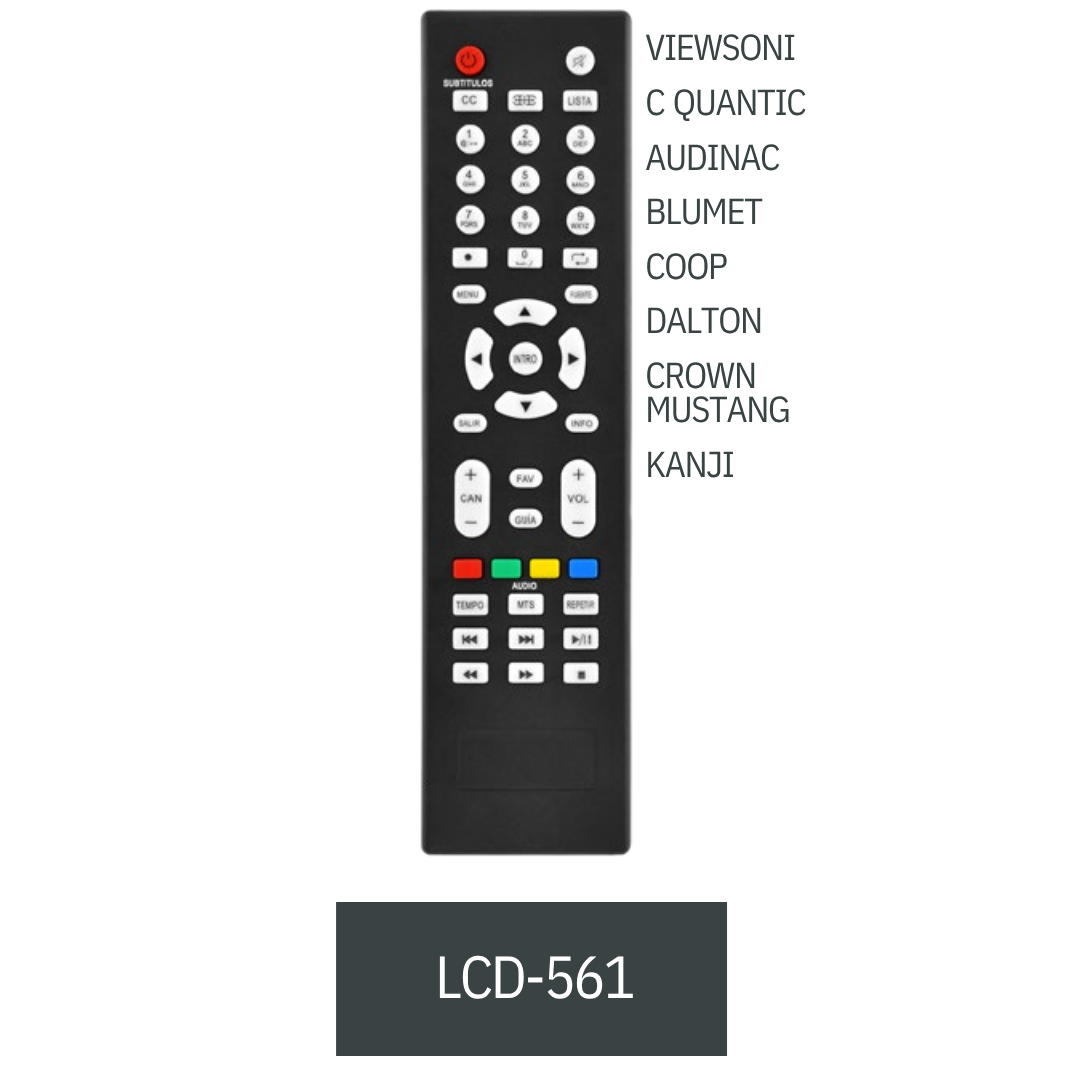 VIEWSONI
C QUANTIC
AUDINAC
BLUMET
COOP
DALTON
CROWN
MUSTANG
KANJI
SUBTITULOS
CC
LISTA
1
2
ABC
3
DEF
4
GHI
5
JKL
6
MNO
7
PQRS
8
TUV
9
WXYZ
0
MENU
FUENTE
INTRO
SALIR
INFO
+ FAV +
CAN VOL
- GUÍA -
AUDIO
TEMPO MTS REPETIR
LCD-561